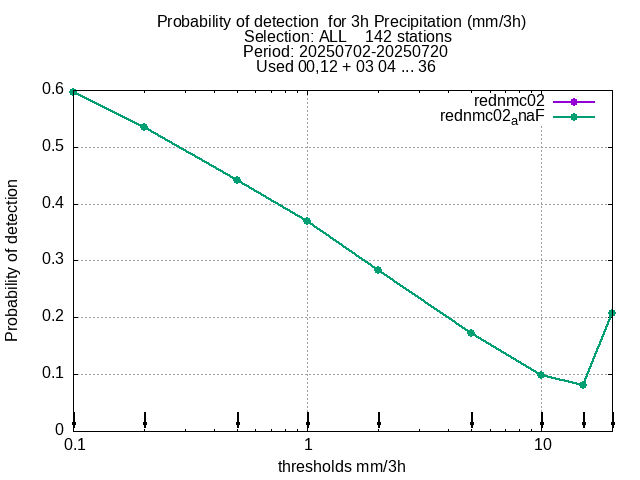 Probability of detection  for 3h Precipitation (mm/3h)
Selection: ALL    142 stations
Period: 20250702-20250720
Used 00,12 + 03 04 ... 36
rednmc02
rednmc02ₐnaF
0.6
0.5
0.4
0.3
0.2
0.1
0
Probability of detection
0.1 1 10
thresholds mm/3h